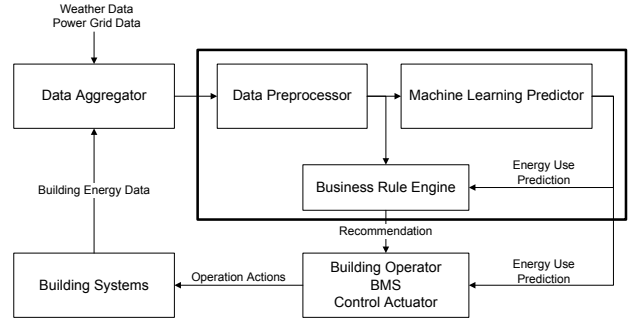 Weather Data
Power Grid Data
Data Aggregator
Data Preprocessor
Machine Learning Predictor
Building Energy Data
Business Rule Engine
Energy Use
Prediction
Recommendation
Building Systems
Operation Actions
Building Operator
BMS
Control Actuator
Energy Use
Prediction